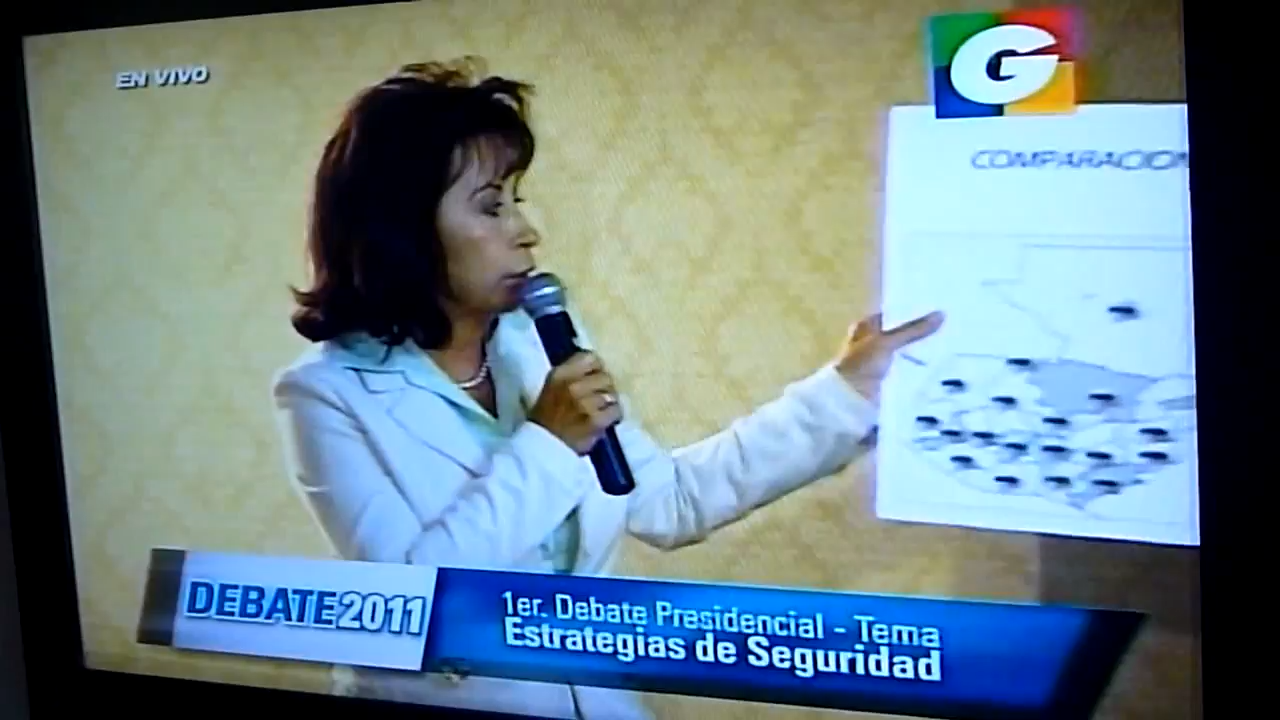 EN VIVO
G
COMPARACION
DEBATE2011
1er. Debate Presidencial - Tema
Estrategias de Seguridad